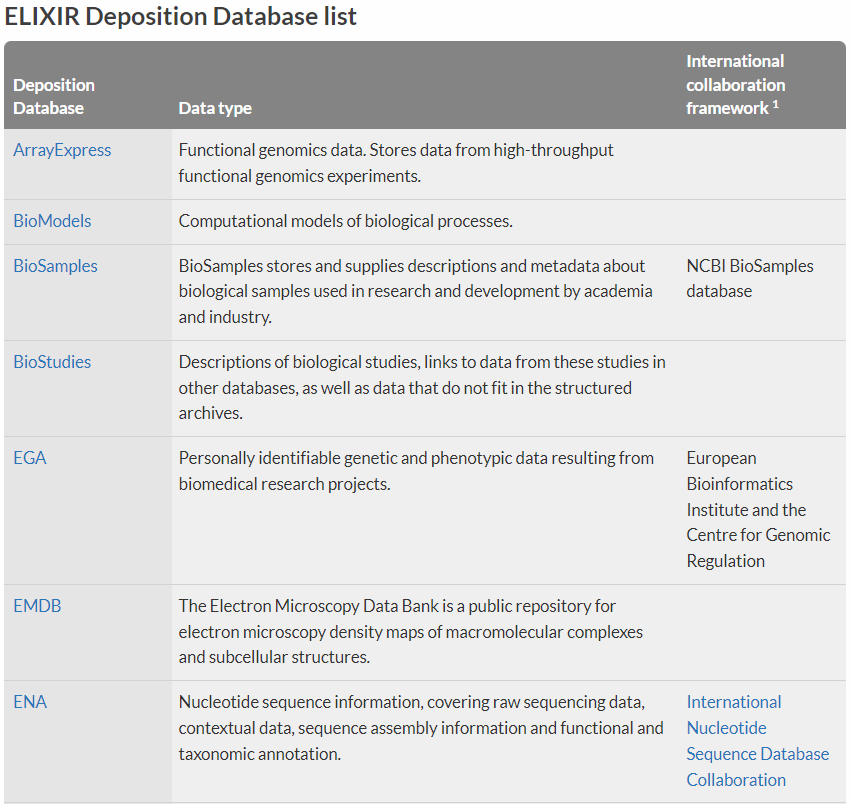 ELIXIR Deposition Database list
Deposition
Database
Data type
International
collaboration
framework 1
ArrayExpress
Functional genomics data. Stores data from high-throughput
functional genomics experiments.
BioModels
Computational models of biological processes.
BioSamples
BioSamples stores and supplies descriptions and metadata about
biological samples used in research and development by academia
and industry.
NCBI BioSamples
database
BioStudies
Descriptions of biological studies, links to data from these studies in
other databases, as well as data that do not fit in the structured
archives.
EGA
Personally identifiable genetic and phenotypic data resulting from
biomedical research projects.
European
Bioinformatics
Institute and the
Centre for Genomic
Regulation
EMDB
The Electron Microscopy Data Bank is a public repository for
electron microscopy density maps of macromolecular complexes
and subcellular structures.
ENA
Nucleotide sequence information, covering raw sequencing data,
contextual data, sequence assembly information and functional and
taxonomic annotation.
International
Nucleotide
Sequence Database
Collaboration